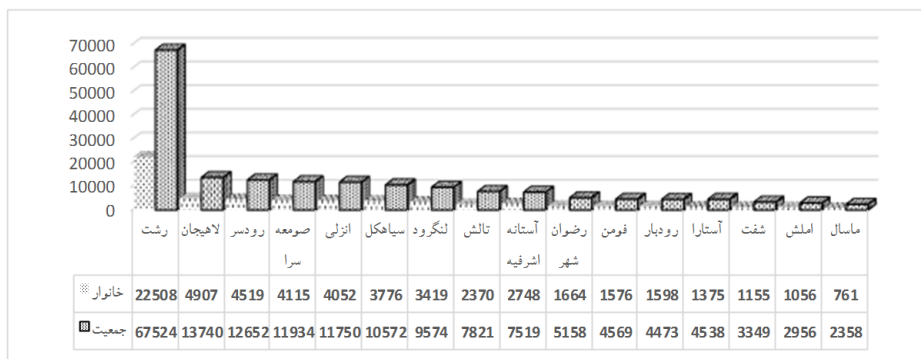 70000
60000
50000
40000
30000
20000
10000
0
رشت لاهیجان رودسر صومعه سرا انزلی سیاهکل لنگرود تالش آستانه اشرفیه رضوان شهر فومن رودبار آستارا شفت املش ماسال
خانوار 22508 4907 4519 4115 4052 3776 3419 2370 2748 1664 1576 1598 1375 1155 1056 761
جمعیت 67524 13740 12652 11934 11750 10572 9574 7821 7519 5158 4569 4473 4538 3349 2956 2358